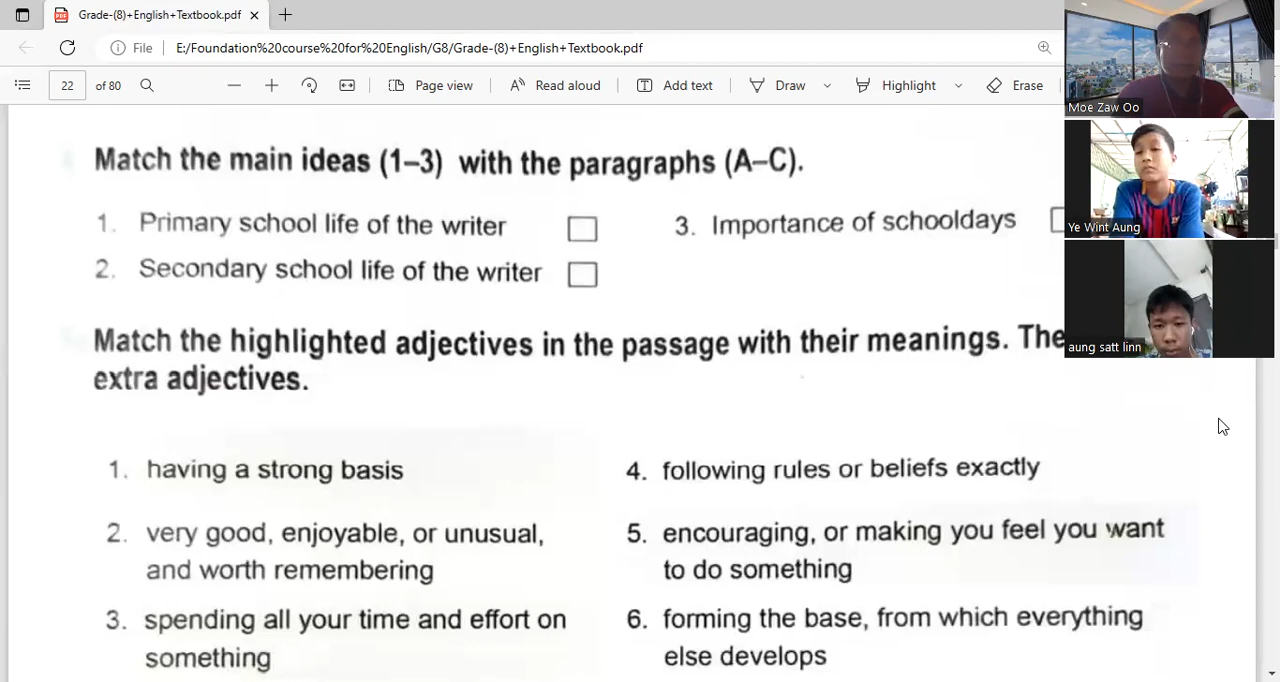 Grade-(8)+English+Textbook.pdf
File
E:/Foundation%20course%20for%20English/G8/Grade-(8)+English+Textbook.pdf
22 of 80
Page view
Read aloud
Add text
Draw
Highlight
Erase
Moe Zaw Oo
Ye Wint Aung
aung satt linn
Match the main ideas (1–3) with the paragraphs (A–C).
1. Primary school life of the writer
3. Importance of schooldays
2. Secondary school life of the writer
Match the highlighted adjectives in the passage with their meanings. The
extra adjectives.
1. having a strong basis
2. very good, enjoyable, or unusual,
and worth remembering
3. spending all your time and effort on
something
4. following rules or beliefs exactly
5. encouraging, or making you feel you want
to do something
6. forming the base, from which everything
else develops